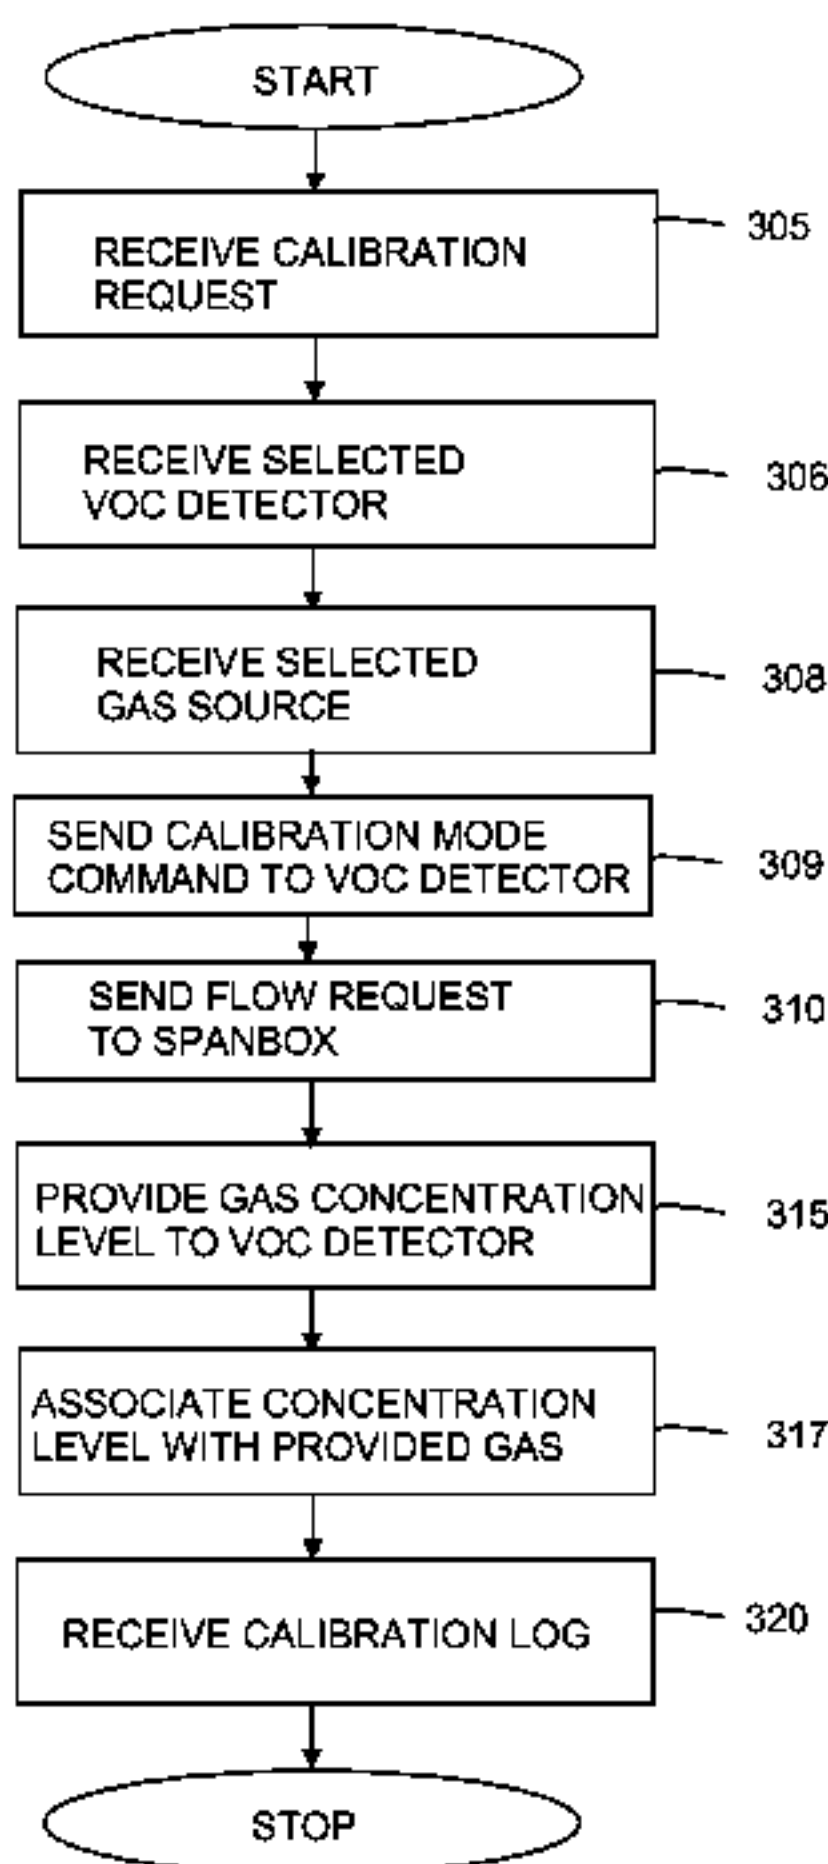 START
RECEIVE CALIBRATION
REQUEST
305
RECEIVE SELECTED
VOC DETECTOR
306
RECEIVE SELECTED
GAS SOURCE
308
SEND CALIBRATION MODE
COMMAND TO VOC DETECTOR
309
SEND FLOW REQUEST
TO SPANBOX
310
PROVIDE GAS CONCENTRATION
LEVEL TO VOC DETECTOR
315
ASSOCIATE CONCENTRATION
LEVEL WITH PROVIDED GAS
317
RECEIVE CALIBRATION LOG
320
STOP